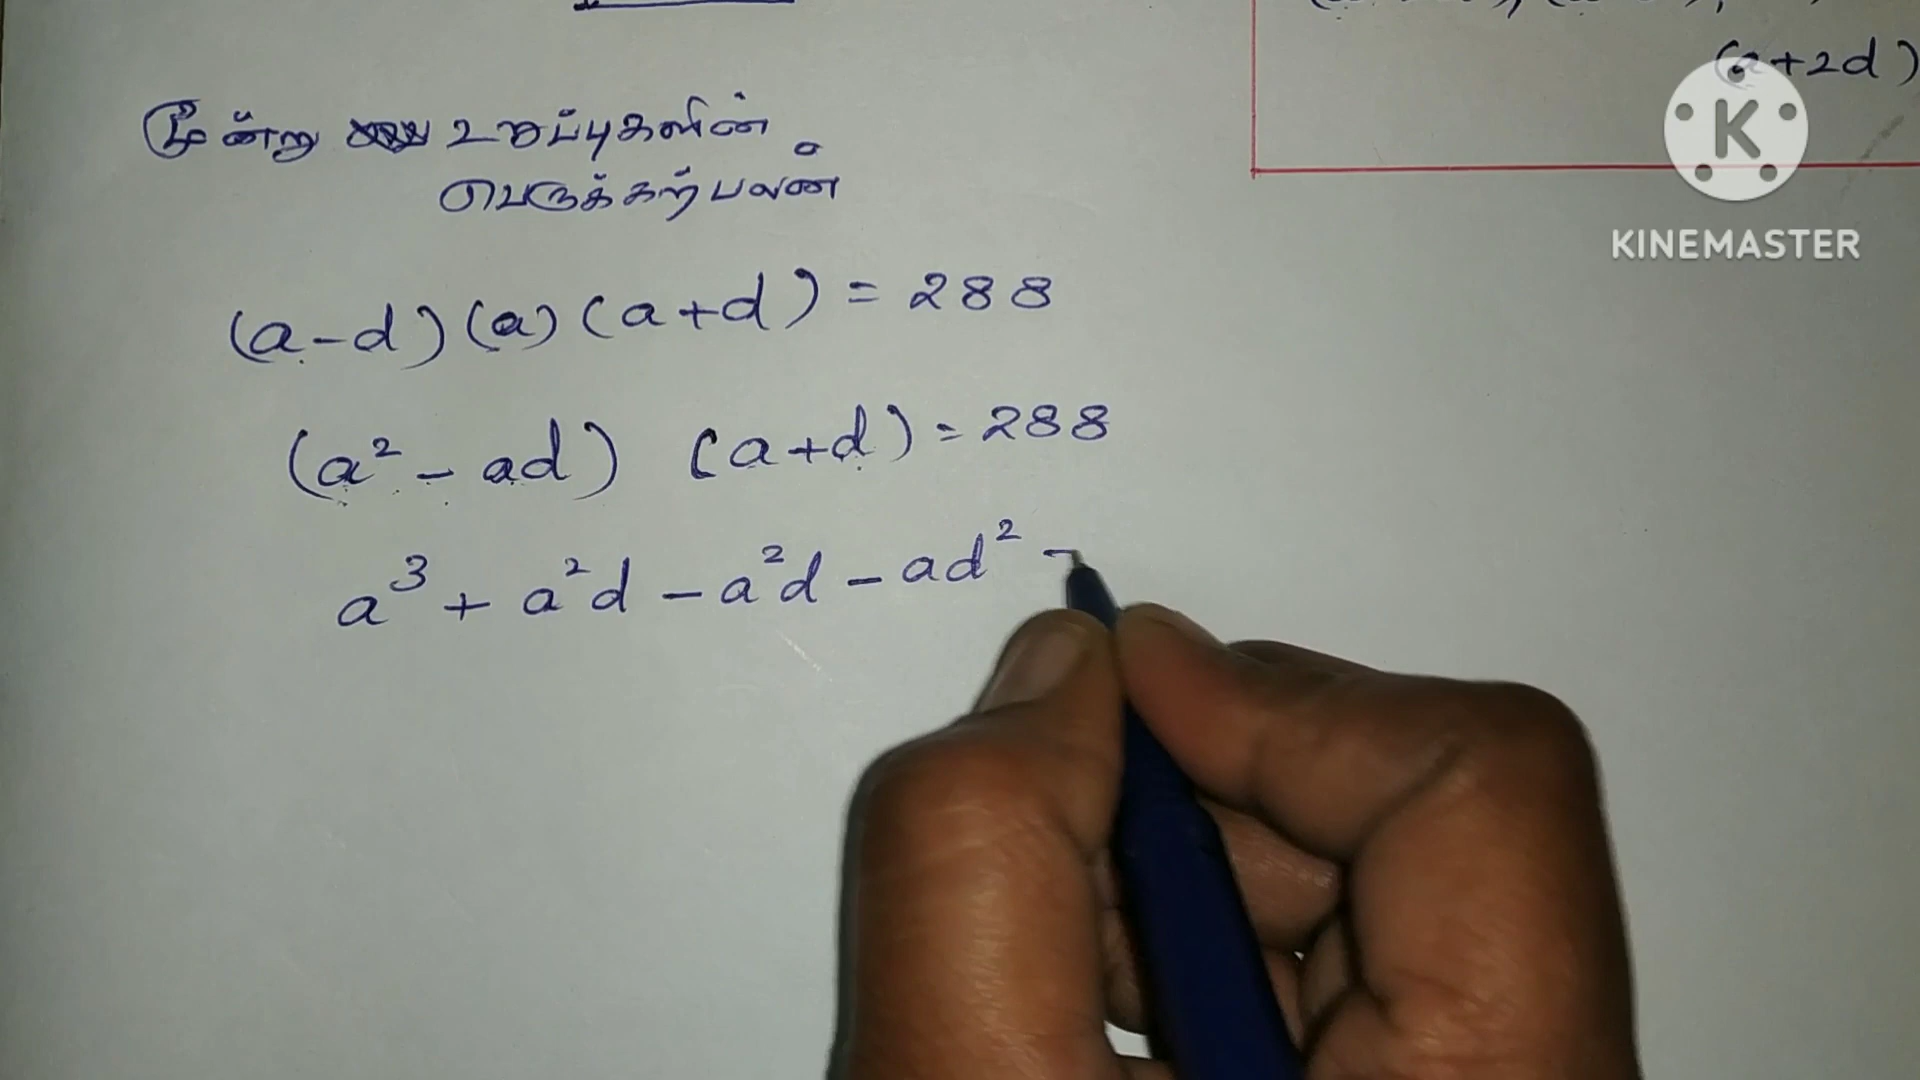 (a+2d)
மூன்று உறுப்புகளின்
பெருக்கற்பலன்
(a-d)(a)(a+d) = 288
(a² - ad) (a+d) = 288
a³ + a²d - a²d - ad² -
KINEMASTER